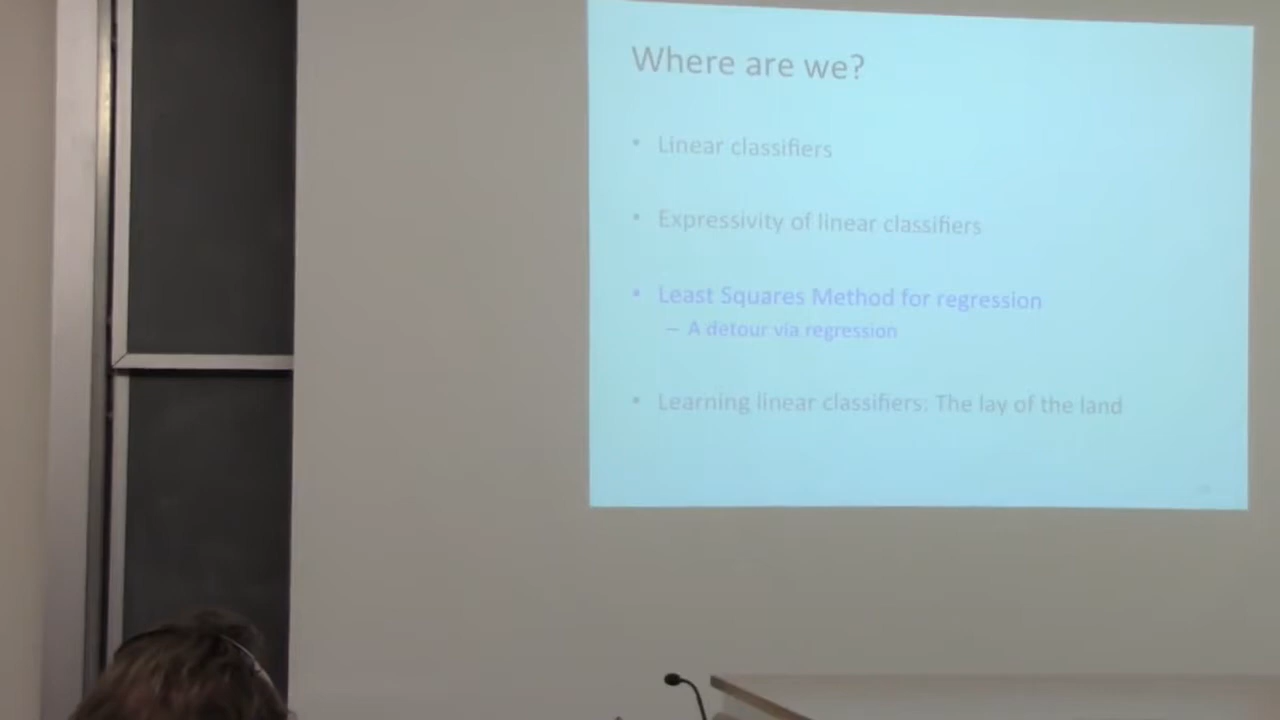 Where are we?
• Linear classifiers
• Expressivity of linear classifiers
• Least Squares Method for regression
– A detour via regression
• Learning linear classifiers: The lay of the land